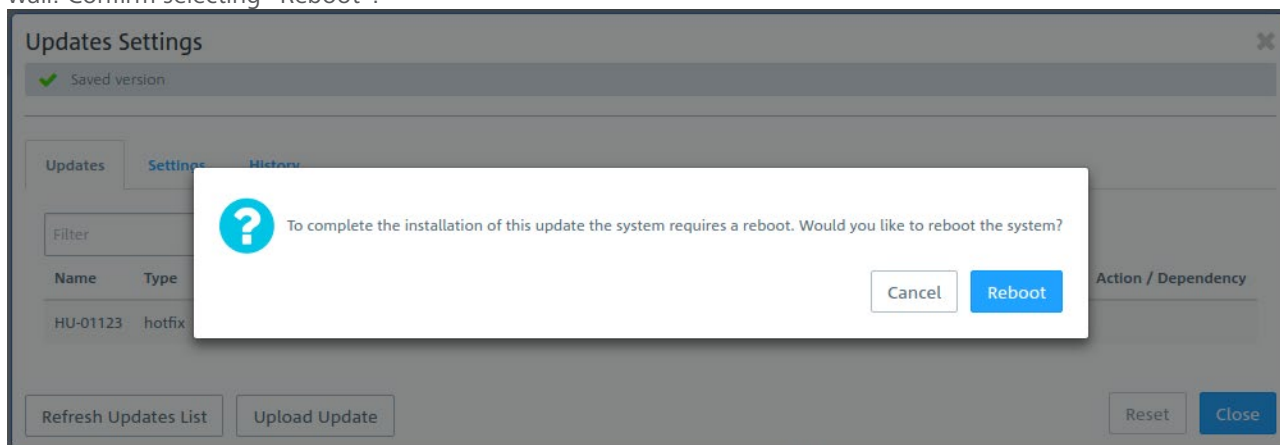 wall. Confirm selecting "Reboot".
Updates Settings
Saved version
Updates Settings History
To complete the installation of this update the system requires a reboot. Would you like to reboot the system?
Filter
Cancel Reboot
Name Type Action / Dependency
HU-01123 hotfix
Refresh Updates List Upload Update Reset Close